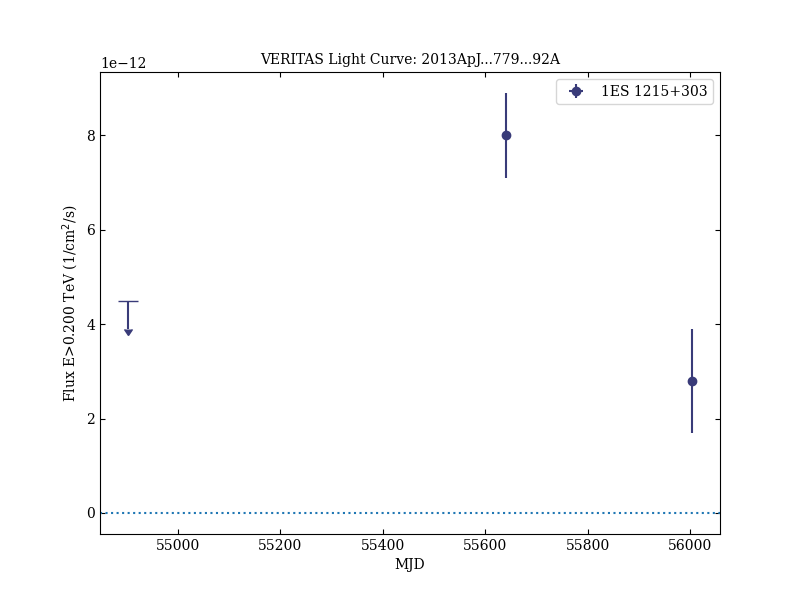 VERITAS Light Curve: 2013ApJ...779...92A
1e−12
1ES 1215+303
8
6
4
2
0
Flux E>0.200 TeV (1/cm²/s)
55000 55200 55400 55600 55800 56000
MJD